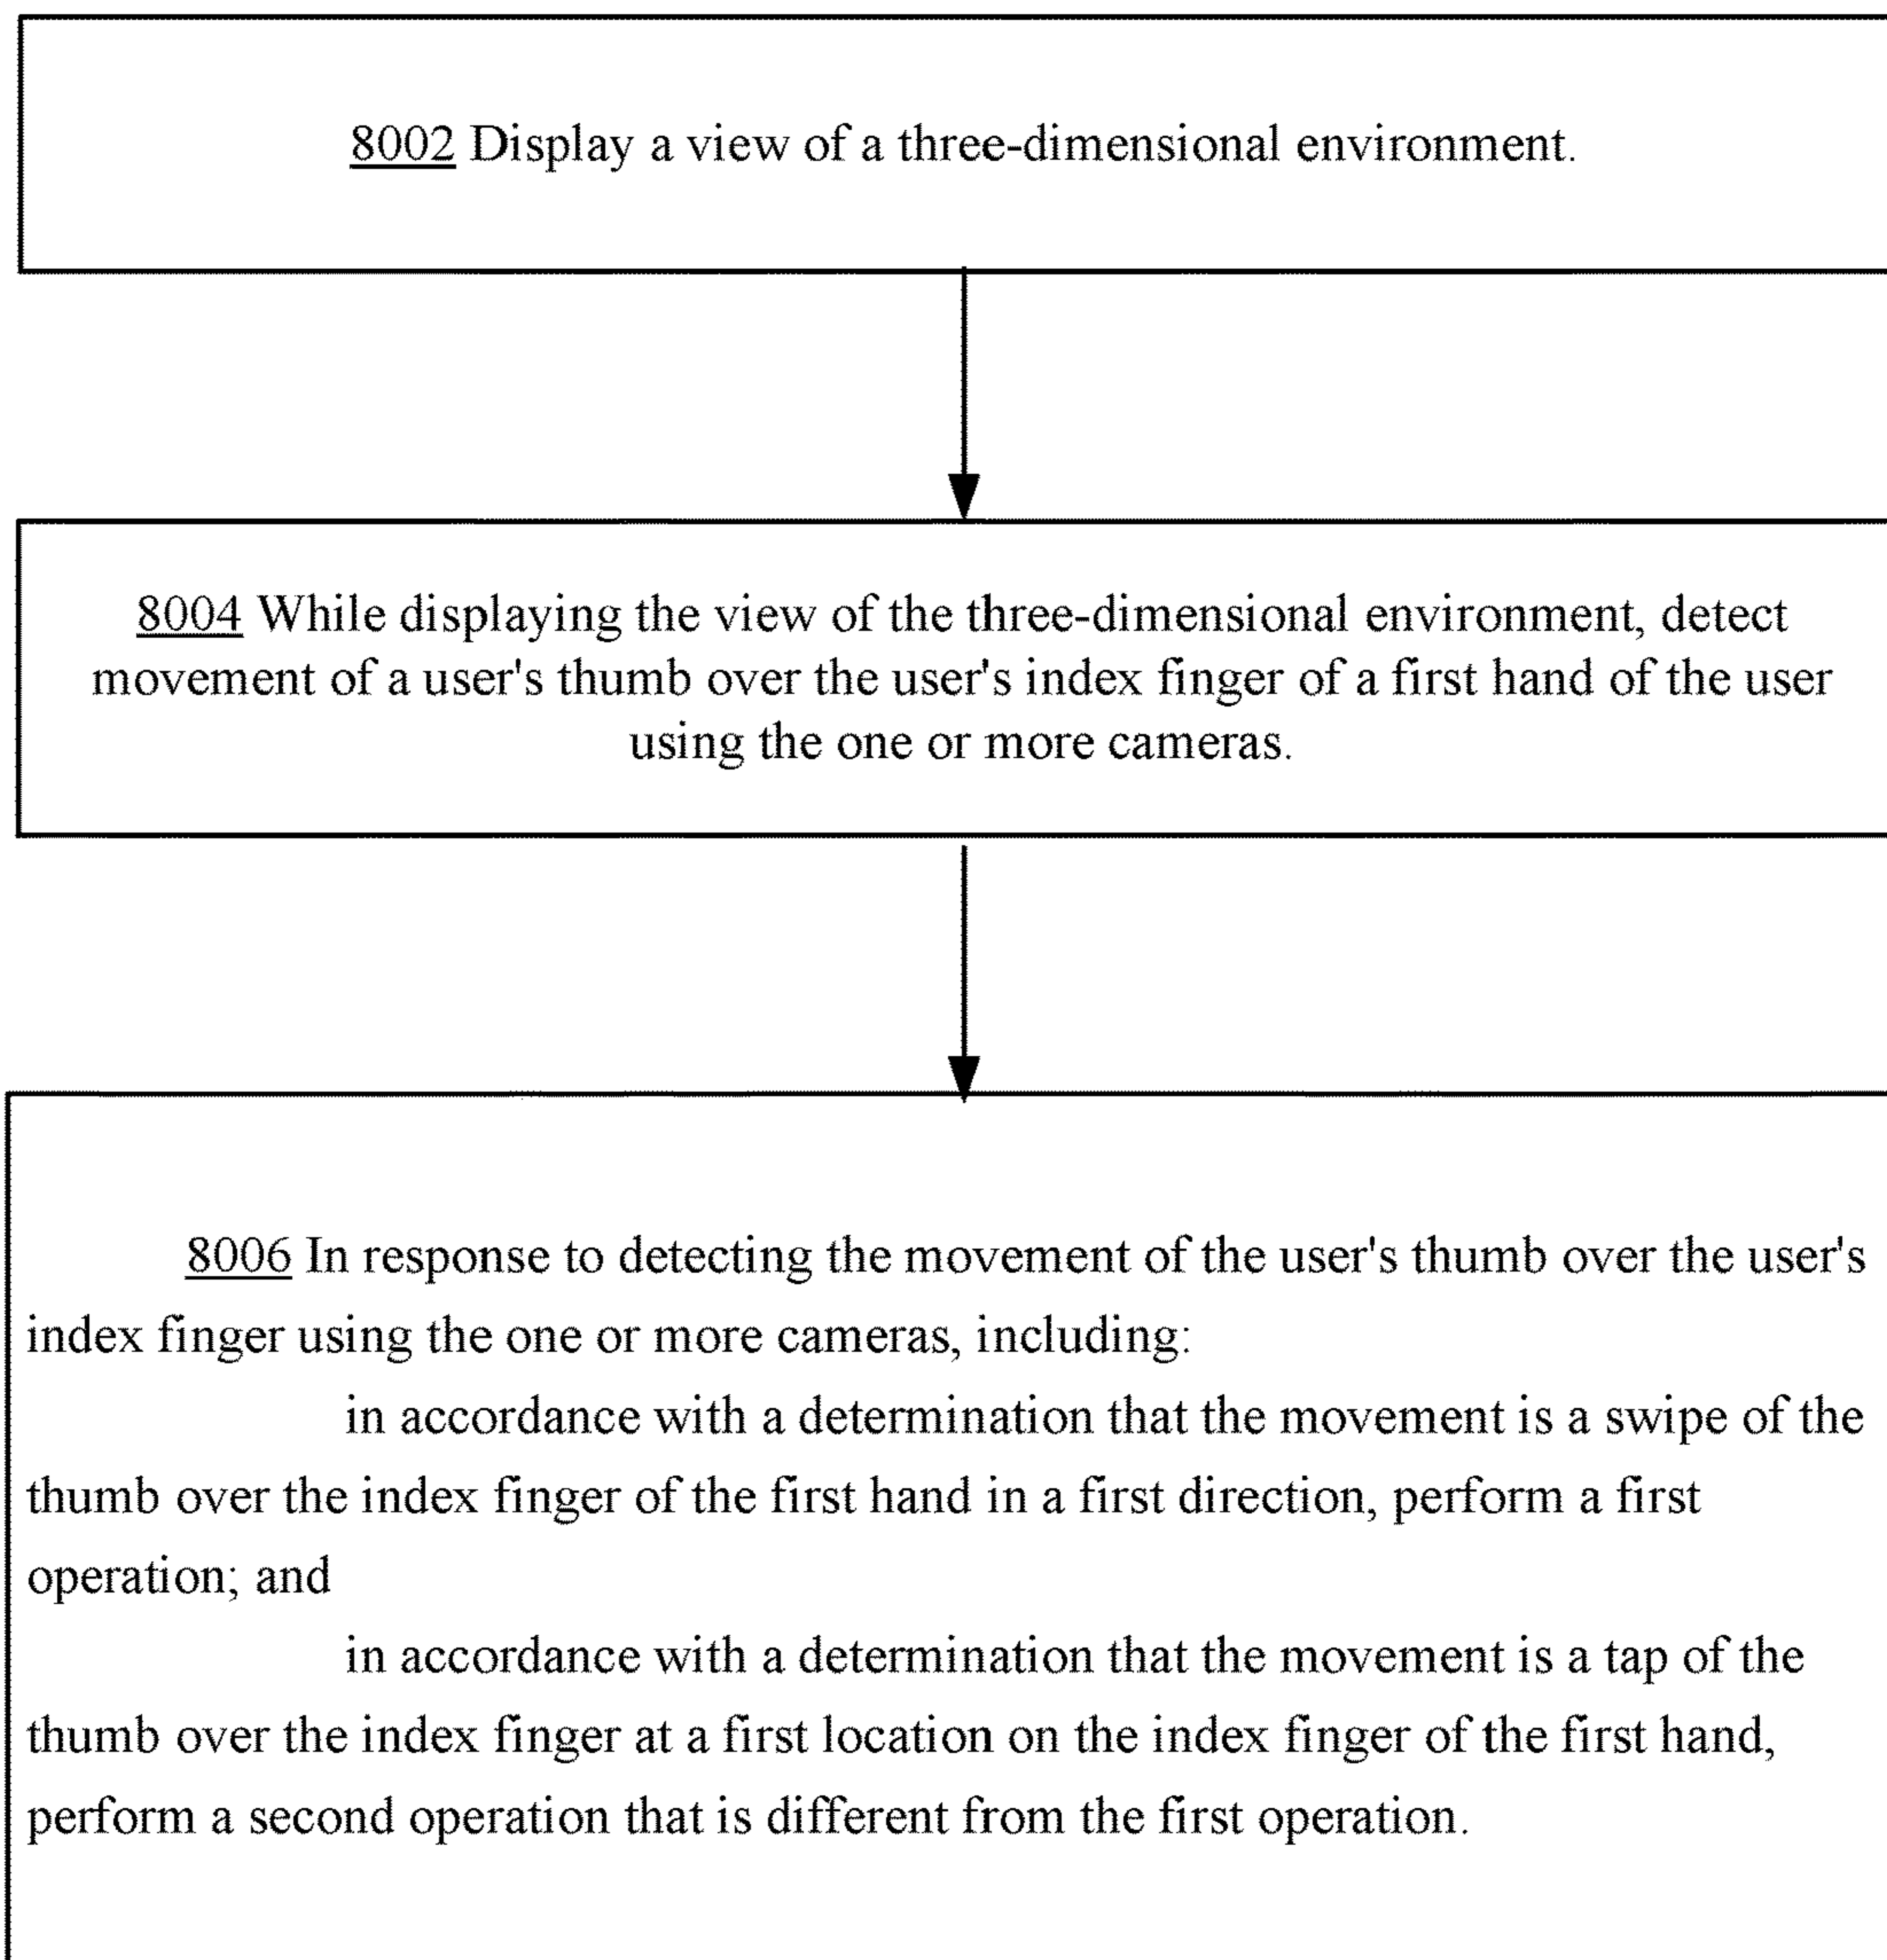 8002 Display a view of a three-dimensional environment.
8004 While displaying the view of the three-dimensional environment, detect
movement of a user's thumb over the user's index finger of a first hand of the user
using the one or more cameras.
8006 In response to detecting the movement of the user's thumb over the user's
index finger using the one or more cameras, including:
in accordance with a determination that the movement is a swipe of the
thumb over the index finger of the first hand in a first direction, perform a first
operation; and
in accordance with a determination that the movement is a tap of the
thumb over the index finger at a first location on the index finger of the first hand,
perform a second operation that is different from the first operation.